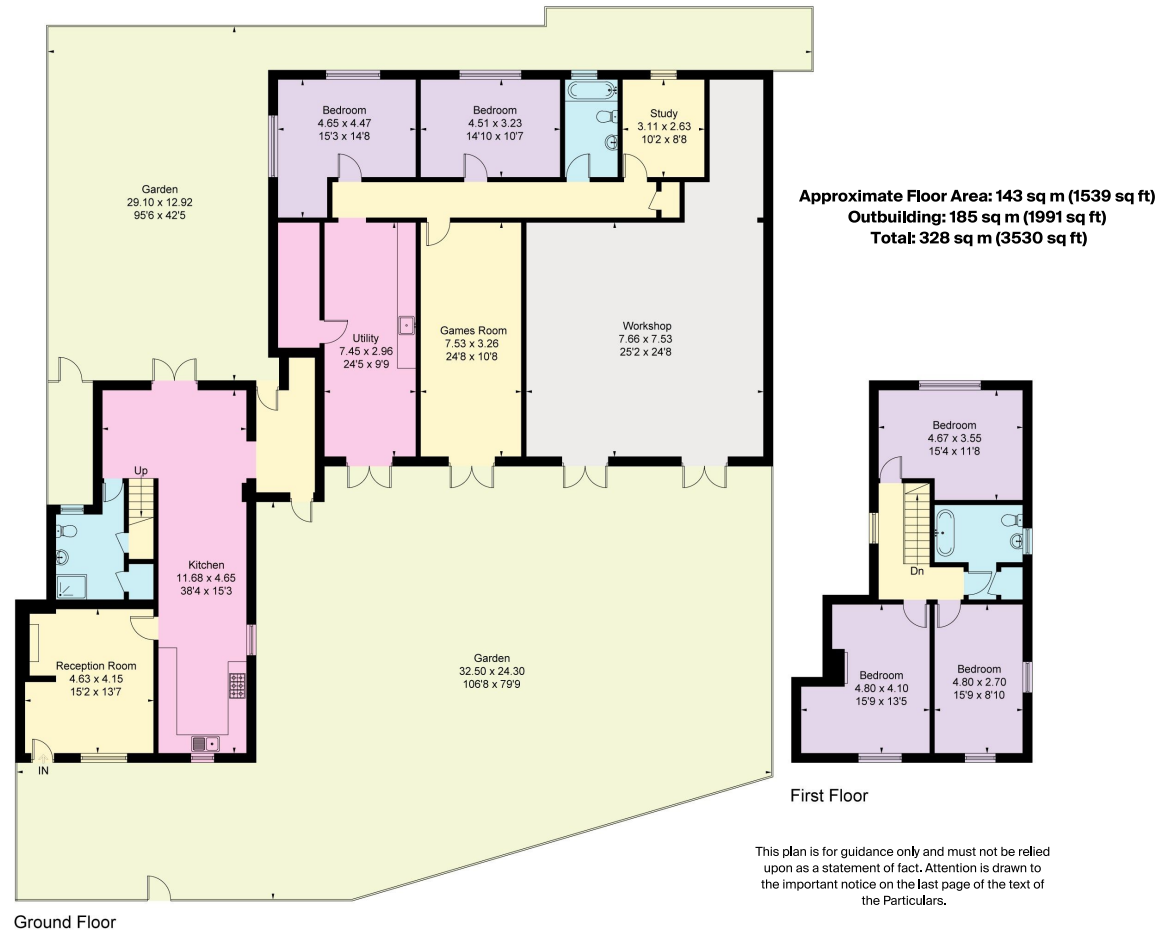 Bedroom
4.65 x 4.47
15'3 x 14'8
Bedroom
4.51 x 3.23
14'10 x 10'7
Study
3.11 x 2.63
10'2 x 8'8
Garden
29.10 x 12.92
95'6 x 42'5
Approximate Floor Area: 143 sq m (1539 sq ft)
Outbuilding: 185 sq m (1991 sq ft)
Total: 328 sq m (3530 sq ft)
Utility
7.45 x 2.96
24'5 x 9'9
Games Room
7.53 x 3.26
24'8 x 10'8
Workshop
7.66 x 7.53
25'2 x 24'8
Up
Kitchen
11.68 x 4.65
38'4 x 15'3
Reception Room
4.63 x 4.15
15'2 x 13'7
IN
Garden
32.50 x 24.30
106'8 x 79'9
Ground Floor
Bedroom
4.67 x 3.55
15'4 x 11'8
Dn
Bedroom
4.80 x 4.10
15'9 x 13'5
Bedroom
4.80 x 2.70
15'9 x 8'10
First Floor
This plan is for guidance only and must not be relied
upon as a statement of fact. Attention is drawn to
the important notice on the last page of the text of
the Particulars.